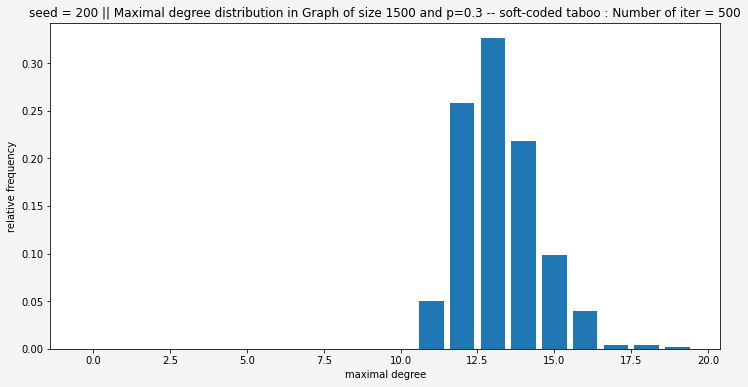 seed = 200 || Maximal degree distribution in Graph of size 1500 and p=0.3 -- soft-coded taboo : Number of iter = 500
relative frequency
0.30
0.25
0.20
0.15
0.10
0.05
0.00
0.0 2.5 5.0 7.5 10.0 12.5 15.0 17.5 20.0
maximal degree